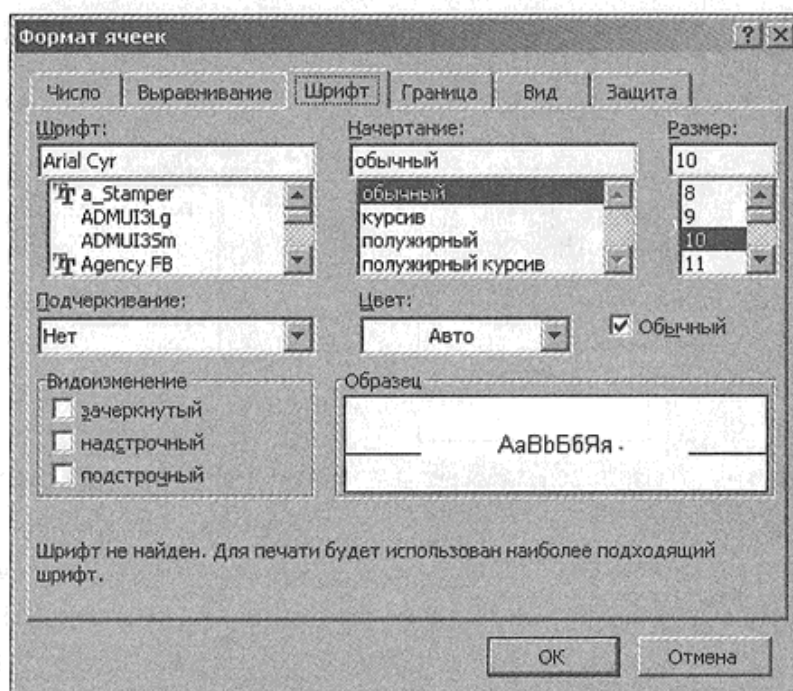 Формат ячеек
Число Выравнивание Шрифт Граница Вид Защита
Шрифт: Начертание: Размер:
Arial Cyr обычный 10
a_Stamper обычный 8
ADMUI3Lg курсив 9
ADMUI3Sm полужирный 10
Agency FB полужирный курсив 11
Подчеркивание: Цвет:
Нет Авто Обычный
Видоизменение Образец
зачеркнутый
надстрочный АаВbБбЯя
подстрочный
Шрифт не найден. Для печати будет использован наиболее подходящий
шрифт.
ОК Отмена